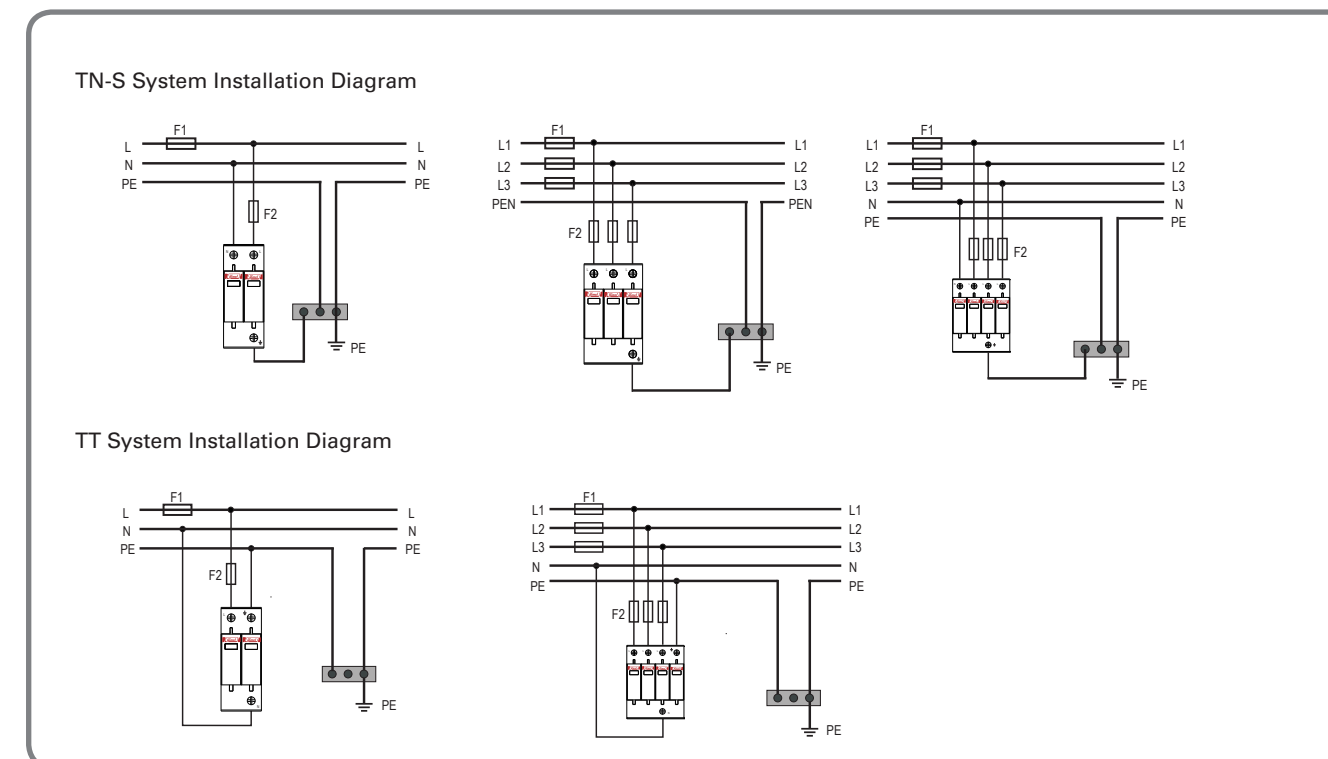 TN-S System Installation Diagram
F1
L L
N N
PE PE
F2
PE
F1
L1 L1
L2 L2
L3 L3
PEN PEN
F2
PE
F1
L1 L1
L2 L2
L3 L3
N N
PE PE
F2
PE
TT System Installation Diagram
F1
L L
N N
PE PE
F2
PE
F1
L1 L1
L2 L2
L3 L3
N N
PE PE
F2
PE